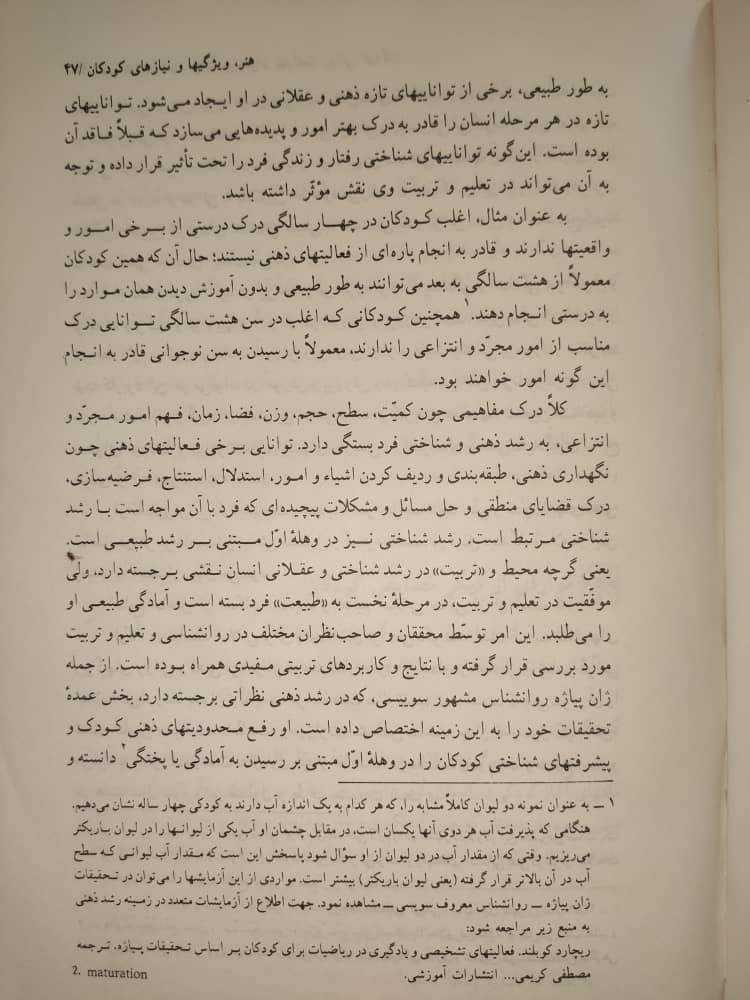 هنر، ویژگیها و نیازهای کودکان /۴۷
به طور طبیعی، برخی از تواناییهای تازه ذهنی و عقلانی در او ایجاد می‌شود. تواناییهای
تازه در هر مرحله انسان را قادر به درک بهتر امور و پدیده‌هایی می‌سازد که قبلاً فاقد آن
بوده است. این‌گونه تواناییهای شناختی رفتار و زندگی فرد را تحت تأثیر قرار داده و توجه
به آن می‌تواند در تعلیم و تربیت وی نقش مؤثّر داشته باشد.
به عنوان مثال، اغلب کودکان در چهار سالگی درک درستی از برخی امور و
واقعیتها ندارند و قادر به انجام پاره‌ای از فعالیتهای ذهنی نیستند؛ حال آن که همین کودکان
معمولاً از هشت سالگی به بعد می‌توانند به طور طبیعی و بدون آموزش دیدن همان موارد را
به درستی انجام دهند.۱ همچنین کودکانی که اغلب در سن هشت سالگی توانایی درک
مناسب از امور مجرّد و انتزاعی را ندارند، معمولاً با رسیدن به سن نوجوانی قادر به انجام
این گونه امور خواهند بود.
کلاً درک مفاهیمی چون کمیّت، سطح، حجم، وزن، فضا، زمان، فهم امور مجرّد و
انتزاعی، به رشد ذهنی و شناختی فرد بستگی دارد. توانایی برخی فعالیتهای ذهنی چون
نگهداری ذهنی، طبقه‌بندی و ردیف کردن اشیاء و امور، استدلال، استنتاج، فرضیه‌سازی،
درک قضایای منطقی و حل مسائل و مشکلات پیچیده‌ای که فرد با آن مواجه است با رشد
شناختی مرتبط است. رشد شناختی نیز در وهلهٔ اوّل مبتنی بر رشد طبیعی است.
یعنی گرچه محیط و «تربیت» در رشد شناختی و عقلانی انسان نقشی برجسته دارد، ولی
موفّقیت در تعلیم و تربیت، در مرحلهٔ نخست به «طبیعت» فرد بسته است و آمادگی طبیعی او
را می‌طلبد. این امر توسّط محققان و صاحب‌نظران مختلف در روانشناسی و تعلیم و تربیت
مورد بررسی قرار گرفته و با نتایج و کاربردهای تربیتی مفیدی همراه بوده است. از جمله
ژان پیاژه روانشناس مشهور سوییسی، که در رشد ذهنی نظراتی برجسته دارد، بخش عمدهٔ
تحقیقات خود را به این زمینه اختصاص داده است. او رفع محدودیتهای ذهنی کودک و
پیشرفتهای شناختی کودکان را در وهلهٔ اوّل مبتنی بر رسیدن به آمادگی یا پختگی۲ دانسته و
۱ ــ به عنوان نمونه دو لیوان کاملاً مشابه را، که هر کدام به یک اندازه آب دارند به کودکی چهار ساله نشان می‌دهیم.
هنگامی که پذیرفت آب هر دوی آنها یکسان است، در مقابل چشمان او آب یکی از لیوانها را در لیوان باریکتر
می‌ریزیم. وقتی که از مقدار آب در دو لیوان از او سؤال شود پاسخش این است که مقدار آب لیوانی که سطح
آب در آن بالاتر قرار گرفته (یعنی لیوان باریکتر) بیشتر است. مواردی از این آزمایشها را می‌توان در تحقیقات
ژان پیاژه ــ روانشناس معروف سویسی ــ مشاهده نمود. جهت اطلاع از آزمایشات متعدد در زمینه رشد ذهنی
به منبع زیر مراجعه شود:
ریچارد کوپلند. فعالیتهای تشخیصی و یادگیری در ریاضیات برای کودکان بر اساس تحقیقات پیاژه. ترجمه
مصطفی کریمی... انتشارات آموزشی.
2. maturation